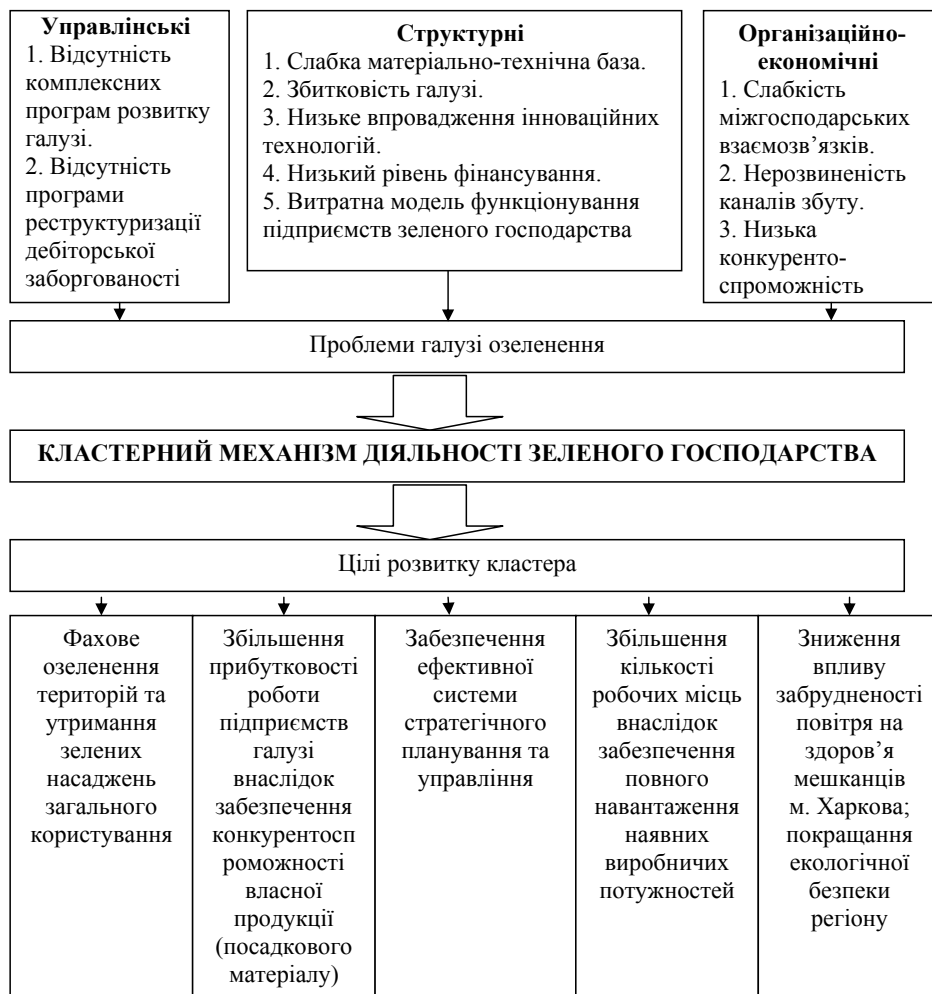 Управлінські
1. Відсутність
комплексних
програм розвитку
галузі.
2. Відсутність
програми
реструктуризації
дебіторської
заборгованості
Структурні
1. Слабка матеріально-технічна база.
2. Збитковість галузі.
3. Низьке впровадження інноваційних
технологій.
4. Низький рівень фінансування.
5. Витратна модель функціонування
підприємств зеленого господарства
Організаційно-
економічні
1. Слабкість
міжгосподарських
взаємозв’язків.
2. Нерозвиненість
каналів збуту.
3. Низька
конкуренто-
спроможність
Проблеми галузі озеленення
КЛАСТЕРНИЙ МЕХАНІЗМ ДІЯЛЬНОСТІ ЗЕЛЕНОГО ГОСПОДАРСТВА
Цілі розвитку кластера
Фахове
озеленення
територій та
утримання
зелених
насаджень
загального
користування
Збільшення
прибутковості
роботи
підприємств
галузі
внаслідок
забезпечення
конкурентосп
роможності
власної
продукції
(посадкового
матеріалу)
Забезпечення
ефективної
системи
стратегічного
планування та
управління
Збільшення
кількості
робочих місць
внаслідок
забезпечення
повного
навантаження
наявних
виробничих
потужностей
Зниження
впливу
забрудненості
повітря на
здоров’я
мешканців
м. Харкова;
покращання
екологічної
безпеки
регіону